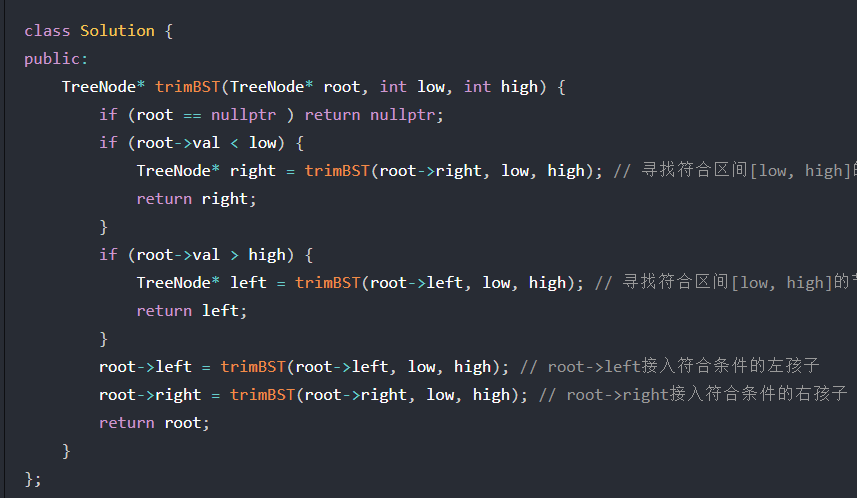 class Solution {
public:
    TreeNode* trimBST(TreeNode* root, int low, int high) {
        if (root == nullptr ) return nullptr;
        if (root->val < low) {
            TreeNode* right = trimBST(root->right, low, high); // 寻找符合区间[low, high]
            return right;
        }
        if (root->val > high) {
            TreeNode* left = trimBST(root->left, low, high); // 寻找符合区间[low, high]的
            return left;
        }
        root->left = trimBST(root->left, low, high); // root->left接入符合条件的左孩子
        root->right = trimBST(root->right, low, high); // root->right接入符合条件的右孩子
        return root;
    }
};